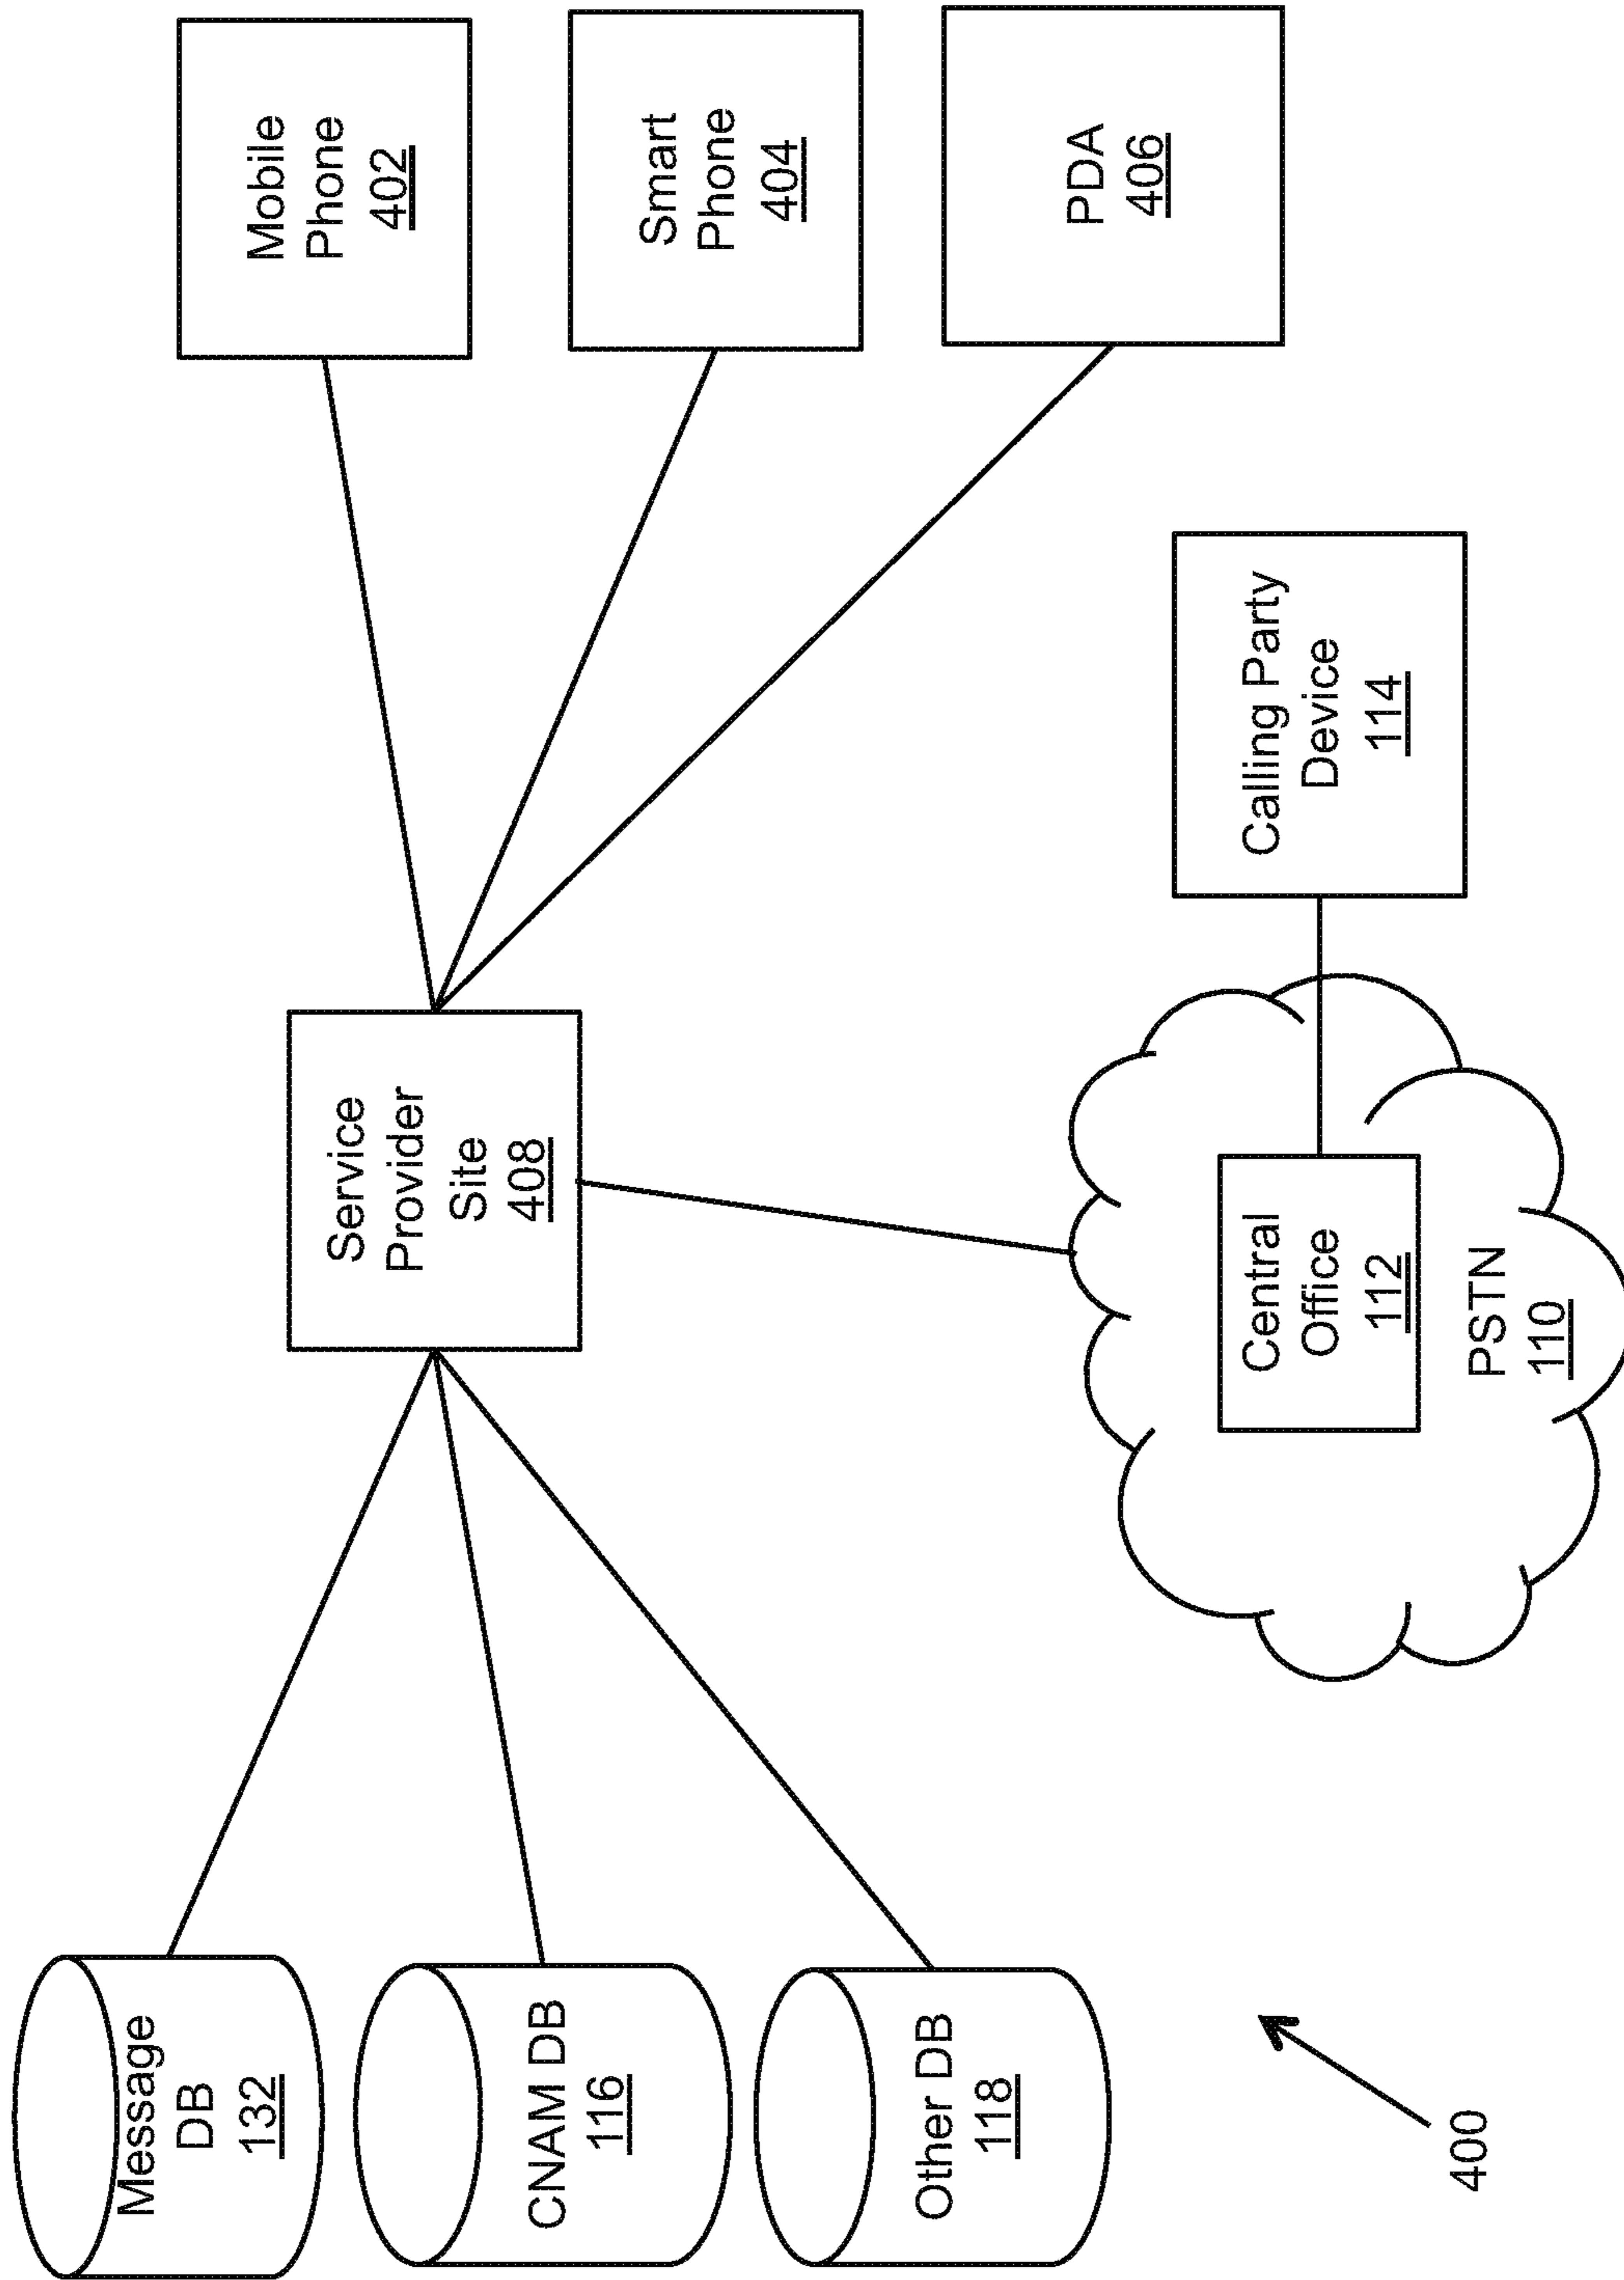 Message
DB
132
CNAM DB
116
Other DB
118
400
Service
Provider
Site
408
Central
Office
112
PSTN
110
Mobile
Phone
402
Smart
Phone
404
PDA
406
Calling Party
Device
114